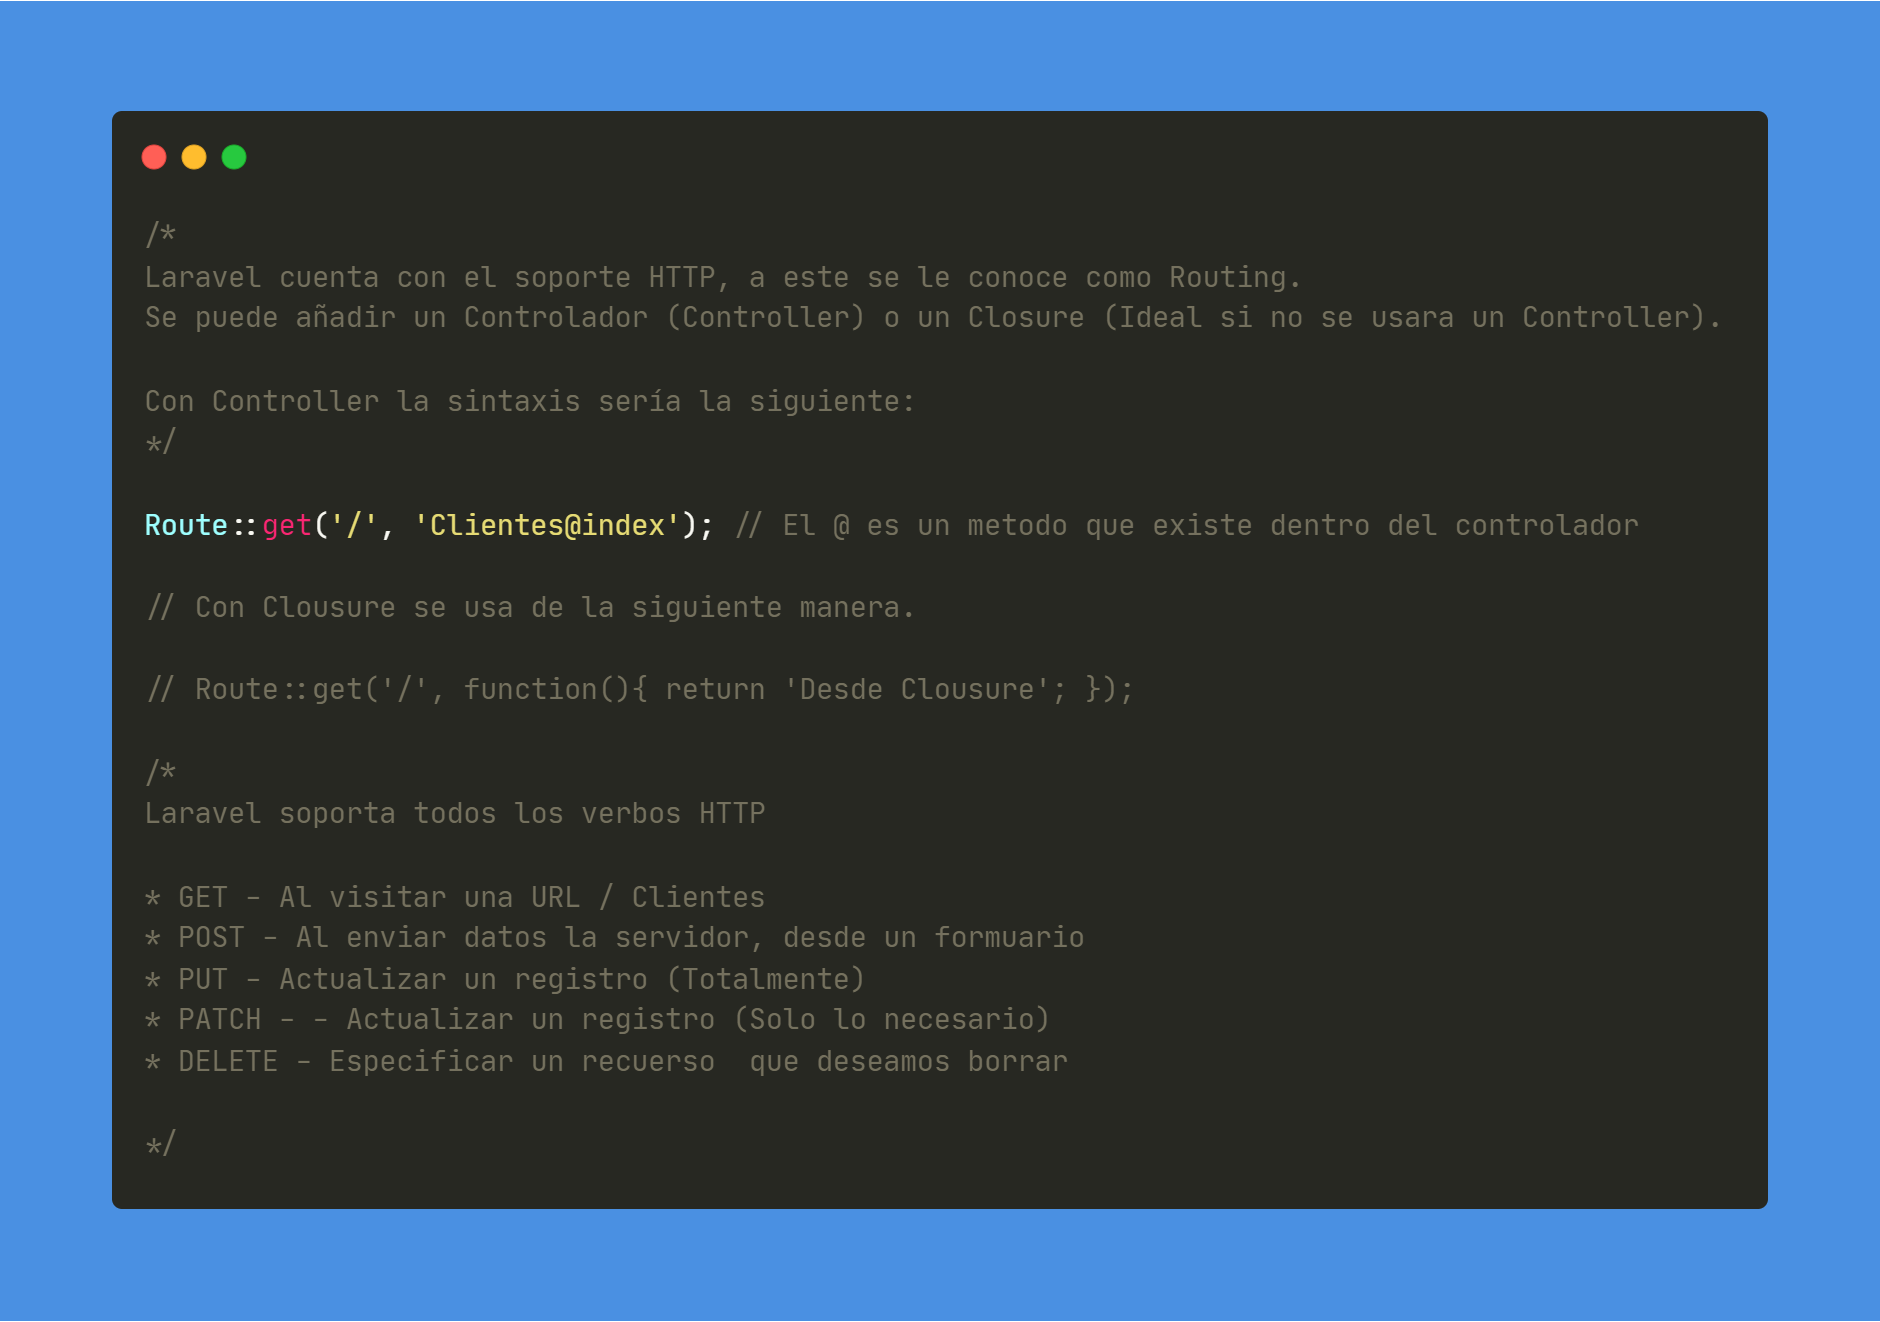 /*
Laravel cuenta con el soporte HTTP, a este se le conoce como Routing.
Se puede añadir un Controlador (Controller) o un Closure (Ideal si no se usara un Controller).
Con Controller la sintaxis sería la siguiente:
*/
Route::get('/', 'Clientes@index'); // El @ es un metodo que existe dentro del controlador
// Con Clousure se usa de la siguiente manera.
// Route::get('/', function(){ return 'Desde Clousure'; });
/*
Laravel soporta todos los verbos HTTP
* GET - Al visitar una URL / Clientes
* POST - Al enviar datos la servidor, desde un formuario
* PUT - Actualizar un registro (Totalmente)
* PATCH - - Actualizar un registro (Solo lo necesario)
* DELETE - Especificar un recuerso  que deseamos borrar
*/